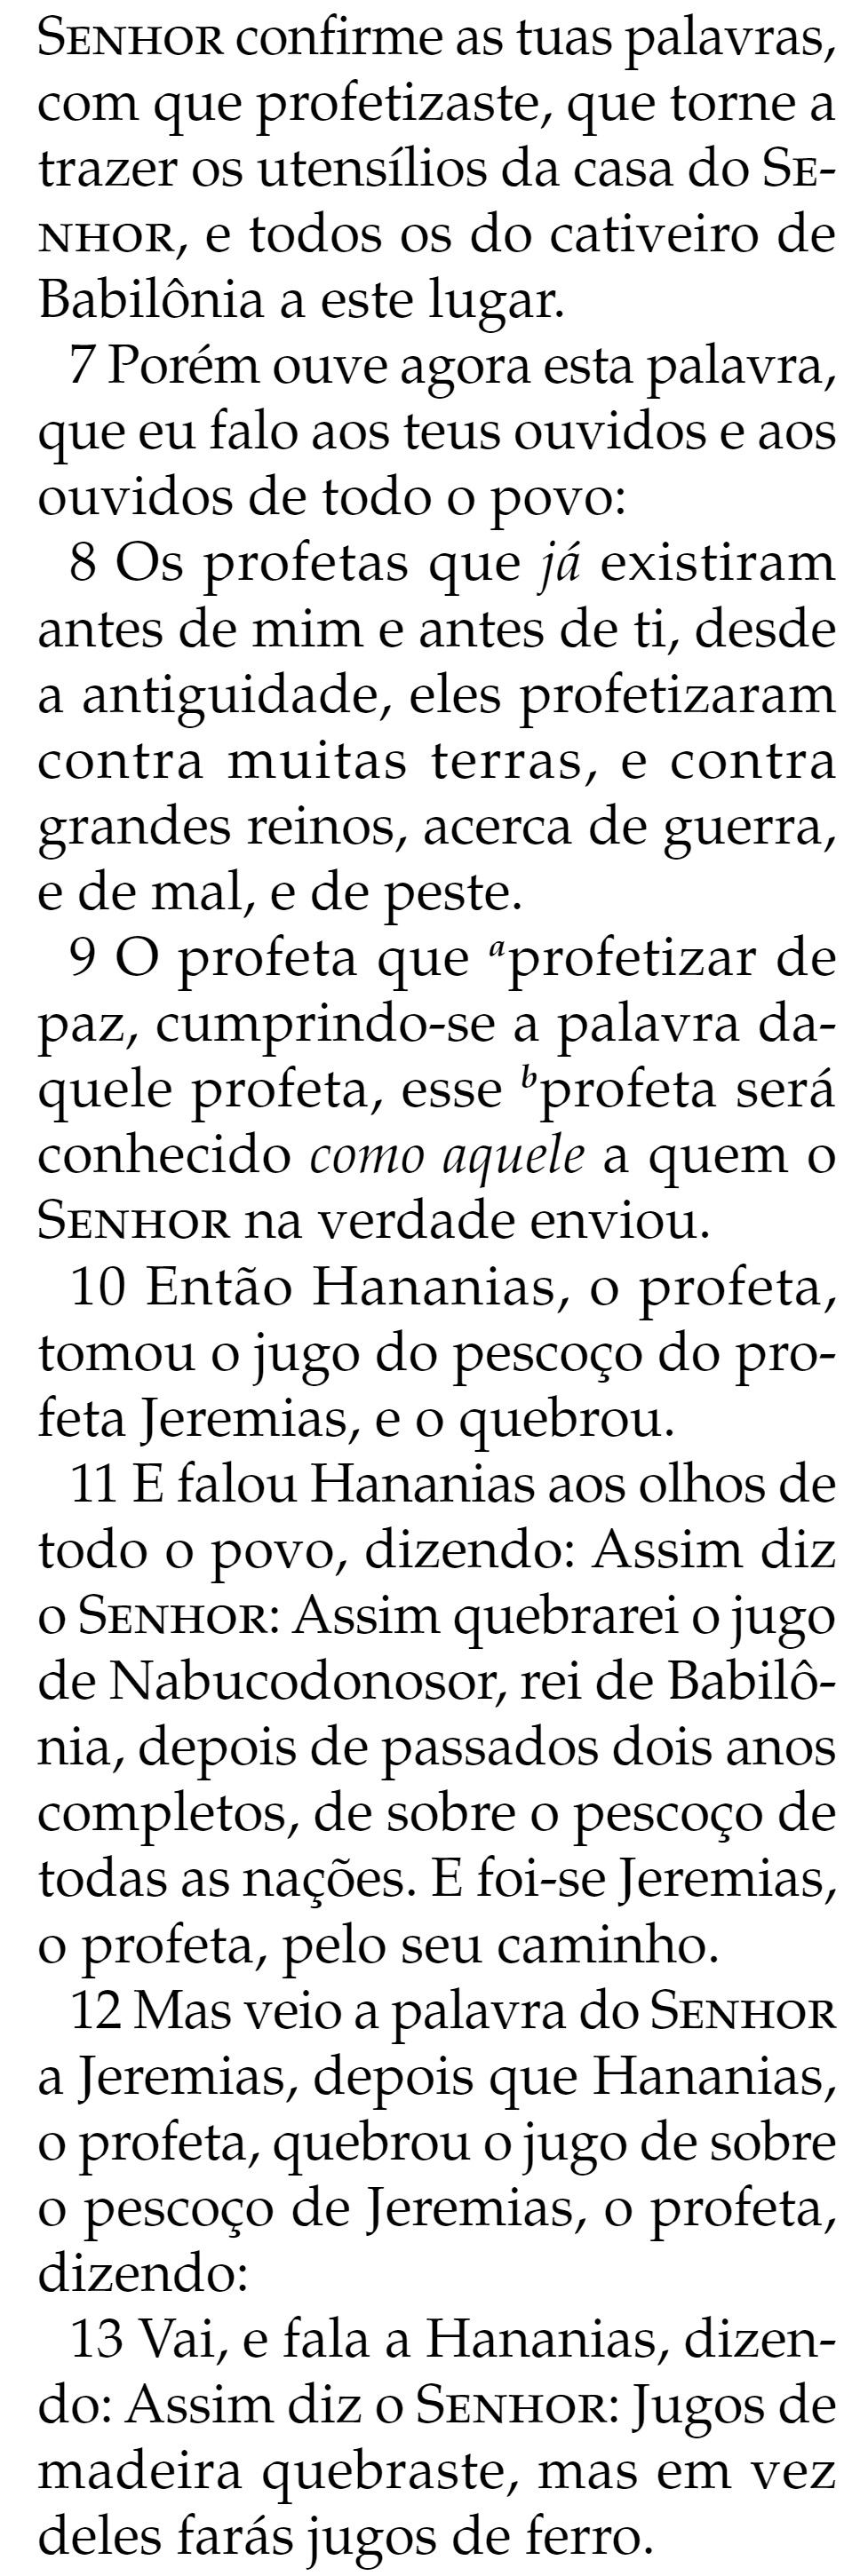 SENHOR confirme as tuas palavras,
com que profetizaste, que torne a
trazer os utensílios da casa do SE-
NHOR, e todos os do cativeiro de
Babilônia a este lugar.
7 Porém ouve agora esta palavra,
que eu falo aos teus ouvidos e aos
ouvidos de todo o povo:
8 Os profetas que já existiram
antes de mim e antes de ti, desde
a antiguidade, eles profetizaram
contra muitas terras, e contra
grandes reinos, acerca de guerra,
e de mal, e de peste.
9 O profeta que aprofetizar de
paz, cumprindo-se a palavra da-
quele profeta, esse bprofeta será
conhecido como aquele a quem o
SENHOR na verdade enviou.
10 Então Hananias, o profeta,
tomou o jugo do pescoço do pro-
feta Jeremias, e o quebrou.
11 E falou Hananias aos olhos de
todo o povo, dizendo: Assim diz
o SENHOR: Assim quebrarei o jugo
de Nabucodonosor, rei de Babilô-
nia, depois de passados dois anos
completos, de sobre o pescoço de
todas as nações. E foi-se Jeremias,
o profeta, pelo seu caminho.
12 Mas veio a palavra do SENHOR
a Jeremias, depois que Hananias,
o profeta, quebrou o jugo de sobre
o pescoço de Jeremias, o profeta,
dizendo:
13 Vai, e fala a Hananias, dizen-
do: Assim diz o SENHOR: Jugos de
madeira quebraste, mas em vez
deles farás jugos de ferro.